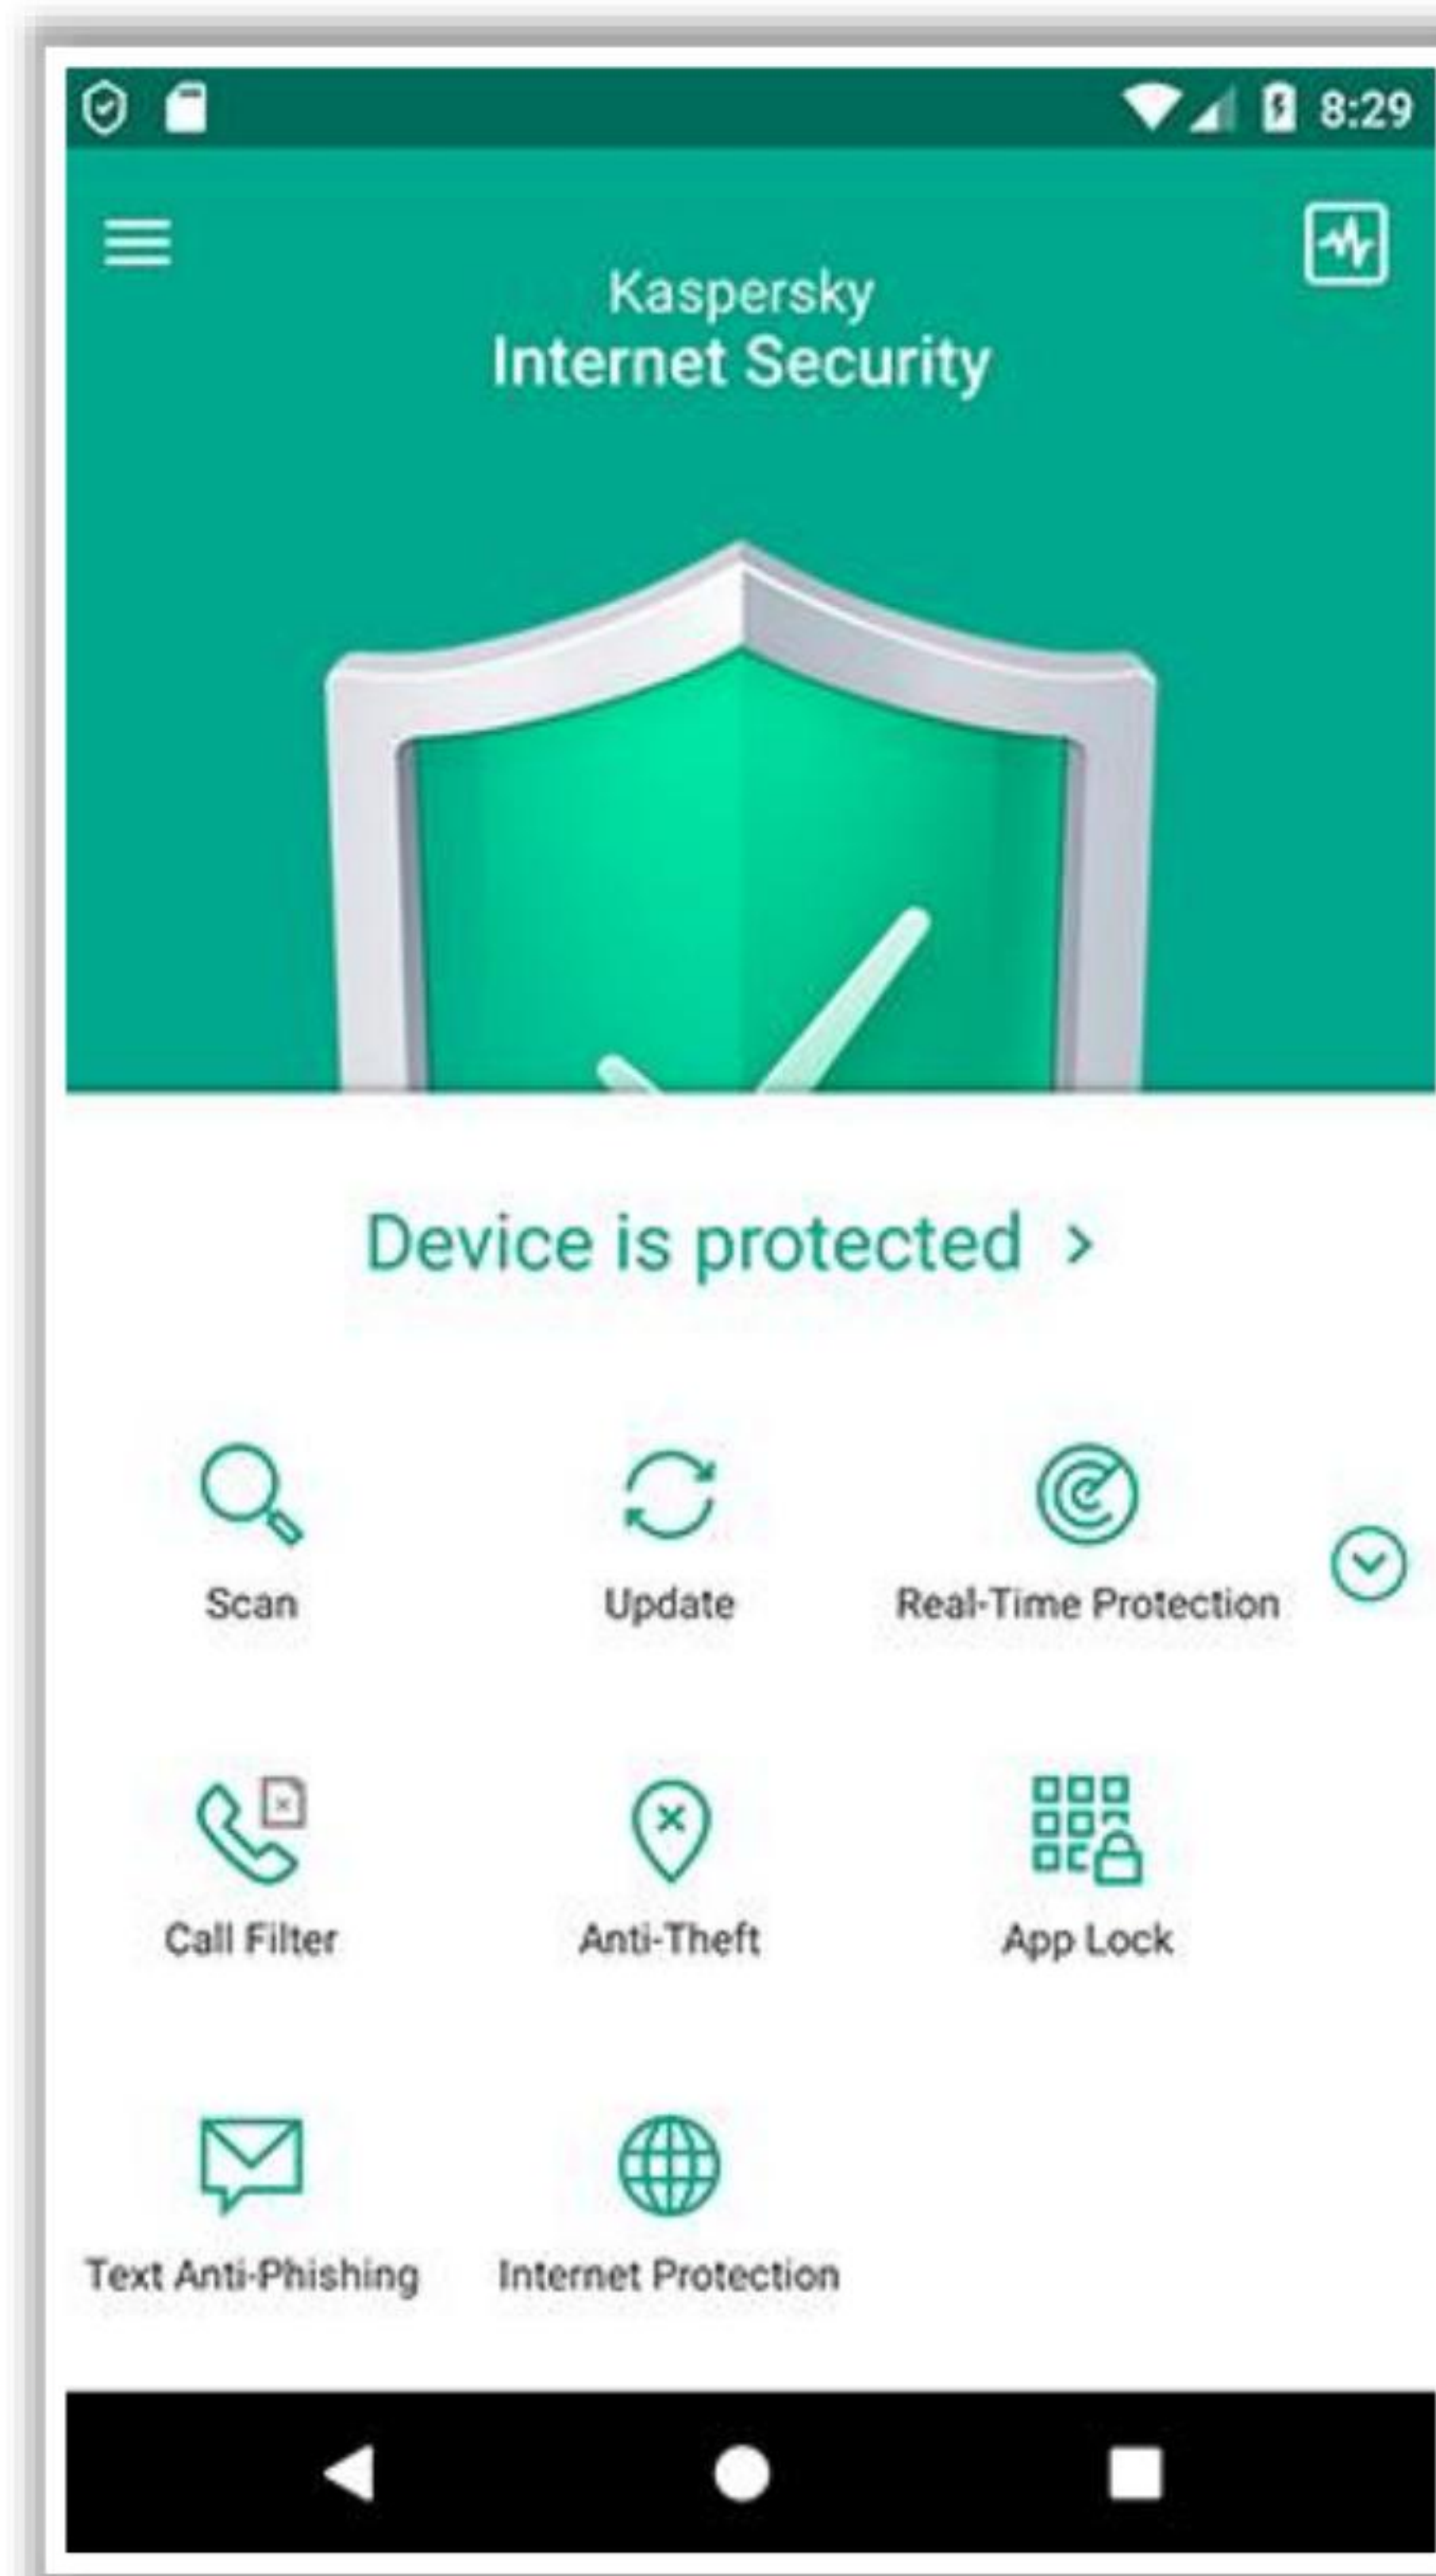 8:29
Kaspersky
Internet Security
Device is protected >
Scan
Update
Real-Time Protection
Call Filter
Anti-Theft
App Lock
Text Anti-Phishing
Internet Protection